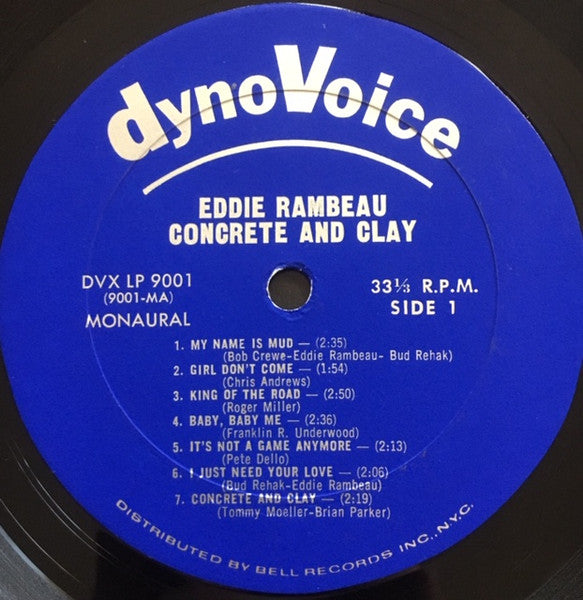 dynoVoice
EDDIE RAMBEAU
CONCRETE AND CLAY
DVX LP 9001
(9001-MA)
MONAURAL
33⅓ R.P.M.
SIDE 1
1. MY NAME IS MUD — (2:35)
(Bob Crewe-Eddie Rambeau- Bud Rehak)
2. GIRL DON'T COME — (1:54)
(Chris Andrews)
3. KING OF THE ROAD — (2:50)
(Roger Miller)
4. BABY, BABY ME — (2:36)
(Franklin R. Underwood)
5. IT'S NOT A GAME ANYMORE — (2:13)
(Pete Dello)
6. I JUST NEED YOUR LOVE — (2:06)
(Bud Rehak-Eddie Rambeau)
7. CONCRETE AND CLAY — (2:19)
(Tommy Moeller-Brian Parker)
DISTRIBUTED BY BELL RECORDS INC., N.Y.C.